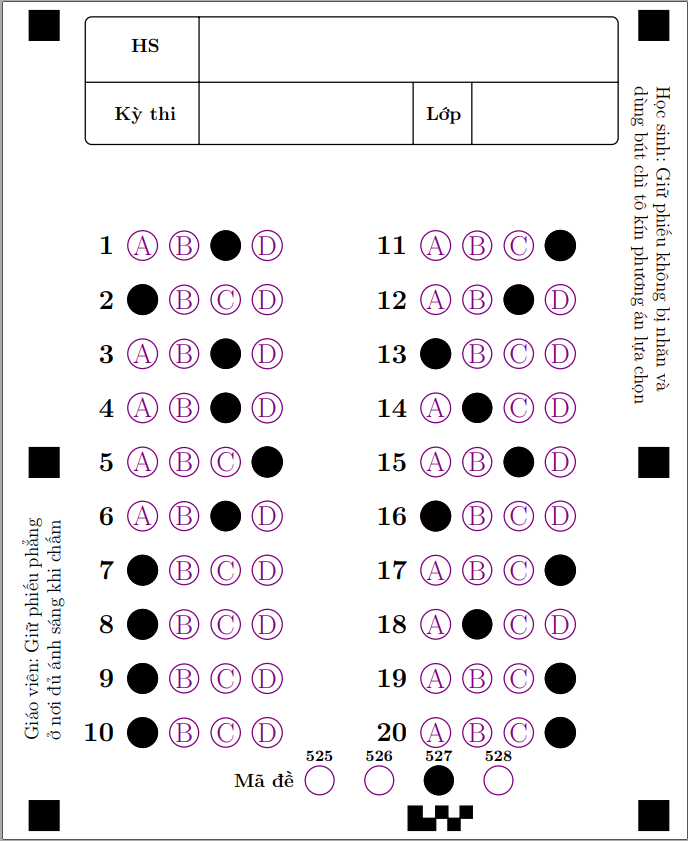 HS
Kỳ thi Lớp
Học sinh: Giữ phiếu không bị nhăn và
dùng bút chì tô kín phương án lựa chọn
1 A B D 11 A B C
2 B C D 12 A B D
3 A B D 13 B C D
4 A B D 14 A C D
5 A B C 15 A B D
6 A B D 16 B C D
7 B C D 17 A B C
8 B C D 18 A C D
9 B C D 19 A B C
10 B C D 20 A B C
Giáo viên: Giữ phiếu phẳng
ở nơi đủ ánh sáng khi chấm
525 526 527 528
Mã đề